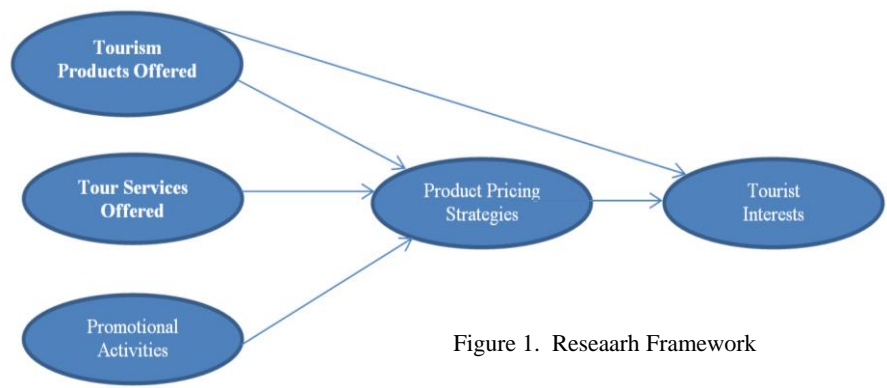 Tourism
Products Offered
Tour Services
Offered
Product Pricing
Strategies
Tourist
Interests
Promotional
Activities
Figure 1. Reseaarh Framework